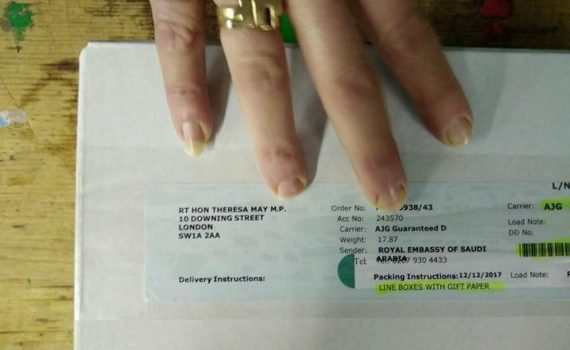 L/N
RT HON THERESA MAY M.P.
10 DOWNING STREET
LONDON
SW1A 2AA
Delivery Instructions:
Order No: 938/43
Acc No: 243570
Carrier: AJG Guaranteed D
Weight: 17.87
Sender: ROYAL EMBASSY OF SAUDI
ARABIA
Tel: 930 4433
Packing Instructions:12/12/2017
LINE BOXES WITH GIFT PAPER
Carrier: AJG
Load Note:
DD No:
Load Note: